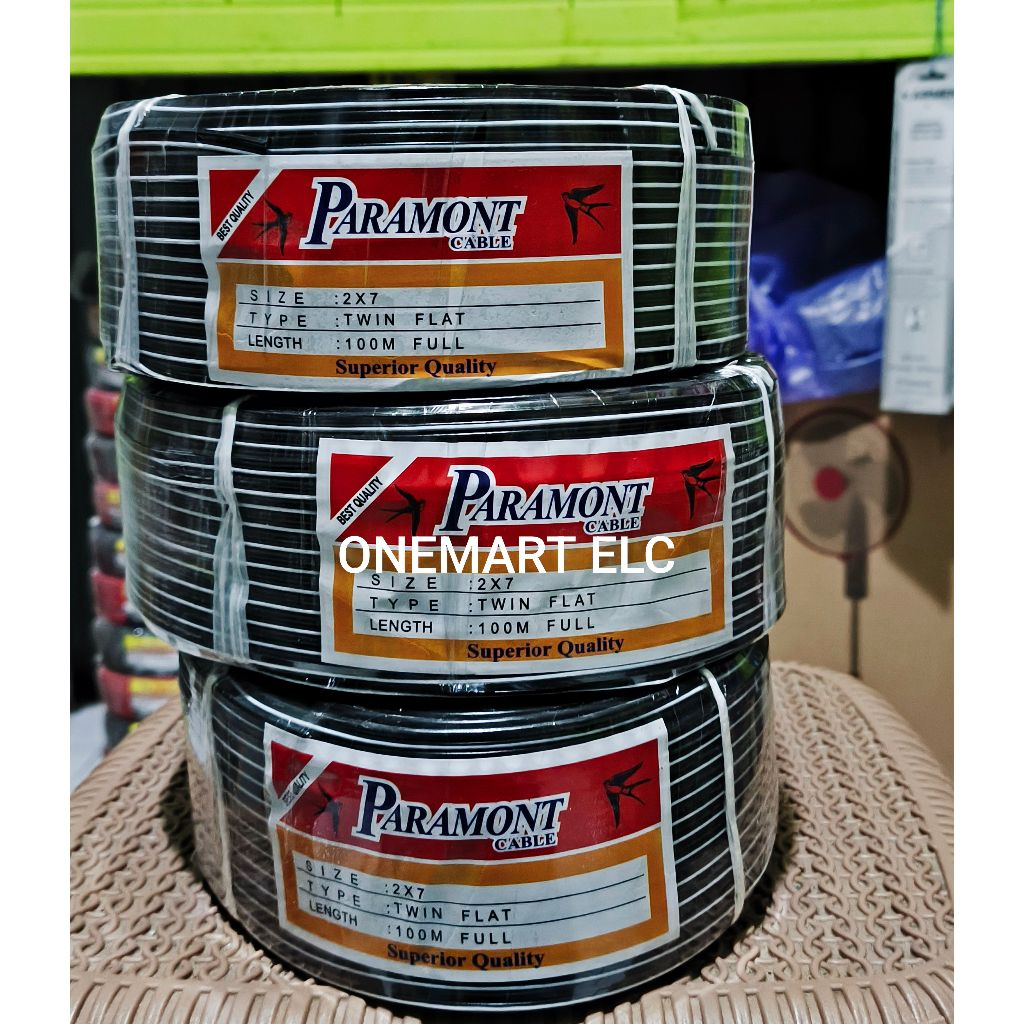 BEST QUALITY
PARAMONT
CABLE
SIZE :2X7
TYPE :TWIN FLAT
LENGTH :100M FULL
Superior Quality
BEST QUALITY
PARAMONT
CABLE
ONEMART ELC
SIZE :2X7
TYPE :TWIN FLAT
LENGTH :100M FULL
Superior Quality
BEST QUALITY
PARAMONT
CABLE
SIZE :2X7
TYPE :TWIN FLAT
LENGTH :100M FULL
Superior Quality